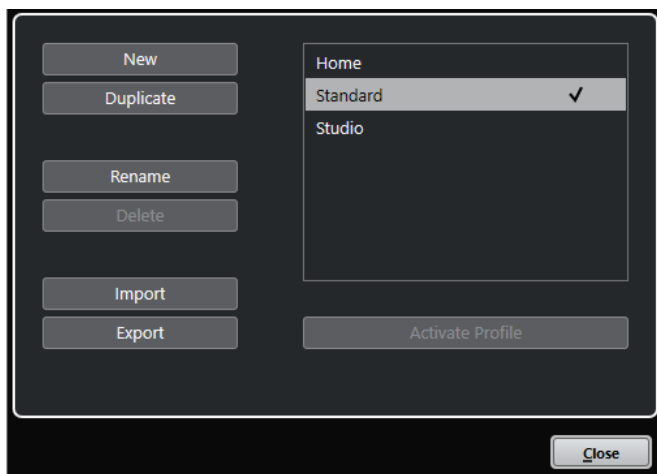 New
Duplicate
Rename
Delete
Import
Export
Home
Standard
Studio
Activate Profile
Close